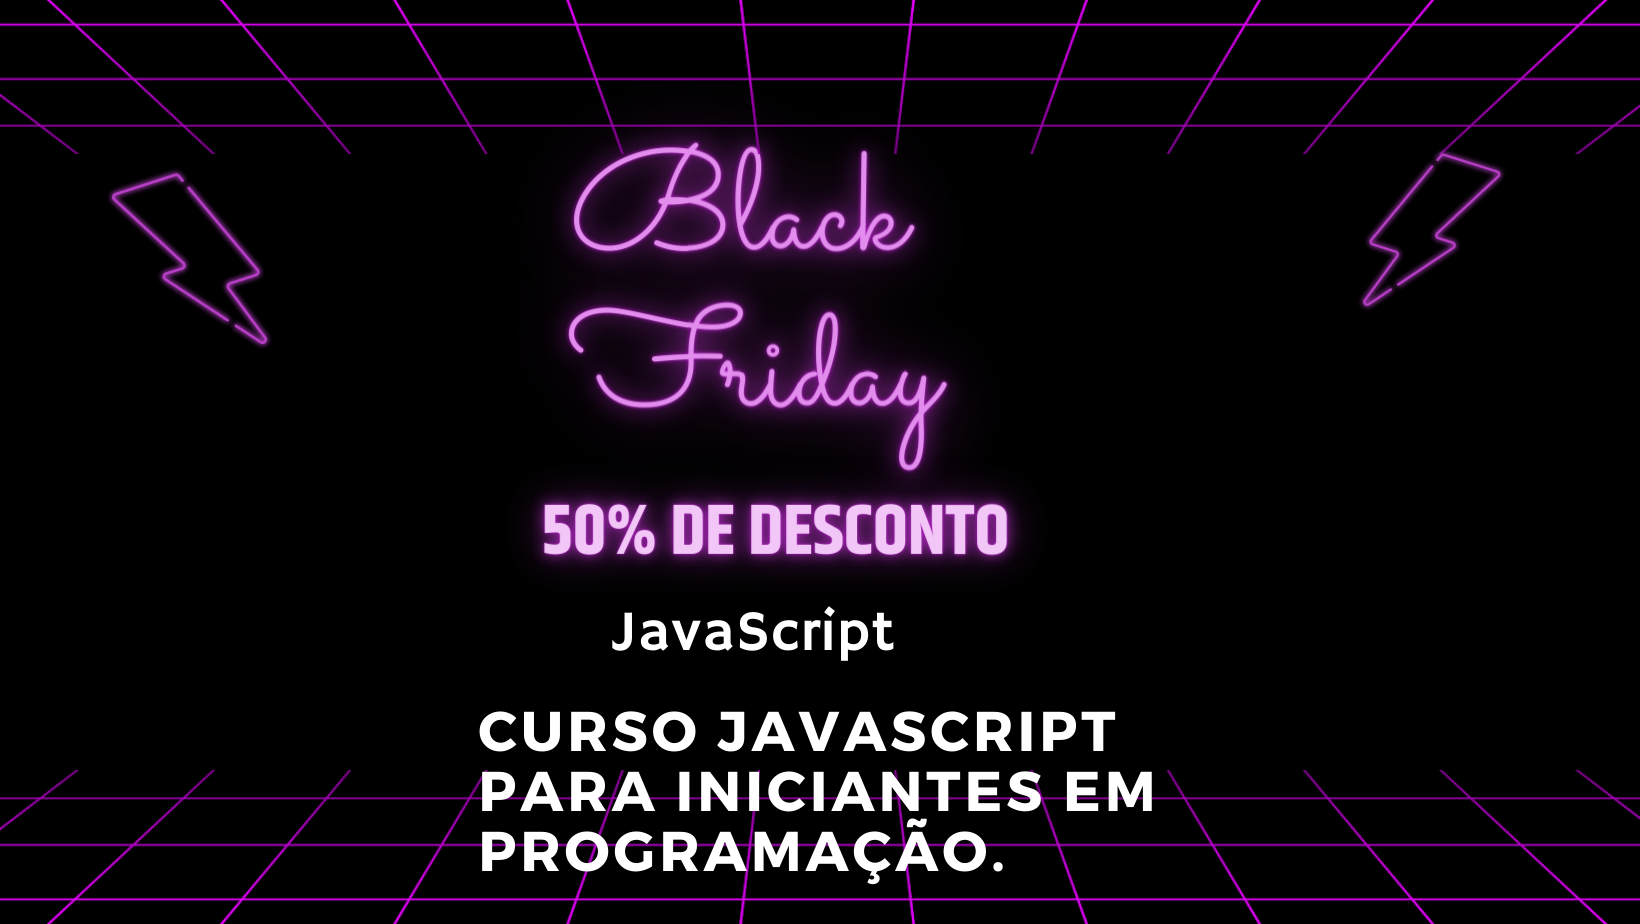 Black
Friday
50% DE DESCONTO
JavaScript
CURSO JAVASCRIPT
PARA INICIANTES EM
PROGRAMAÇÃO.